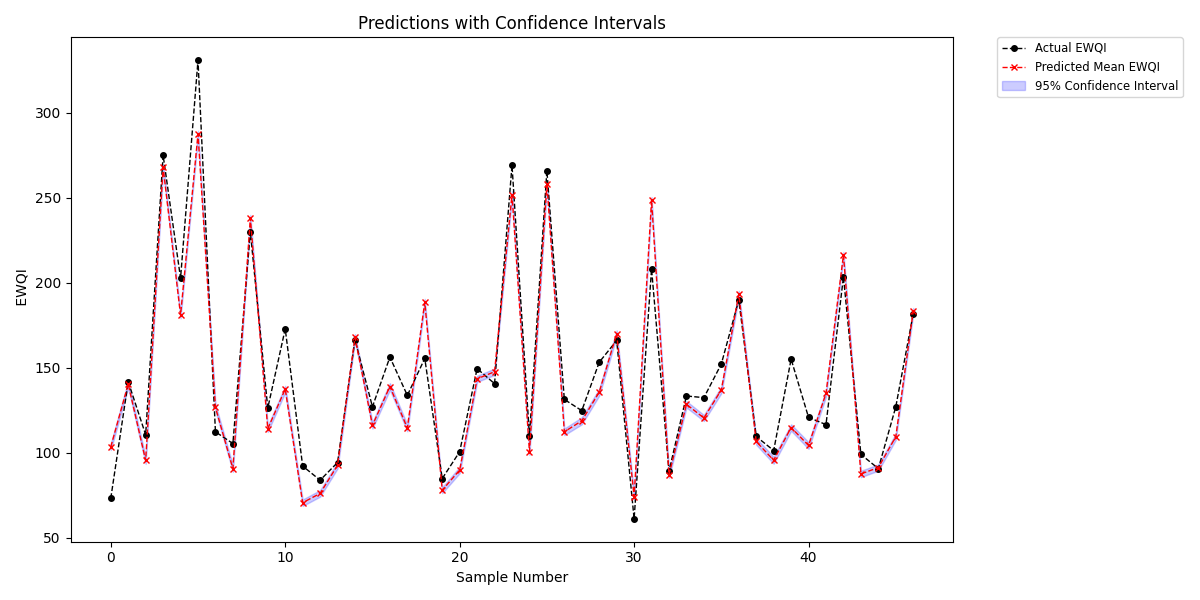 Predictions with Confidence Intervals
Actual EWQI
Predicted Mean EWQI
95% Confidence Interval
EWQI
300
250
200
150
100
50
0
10
20
30
40
Sample Number